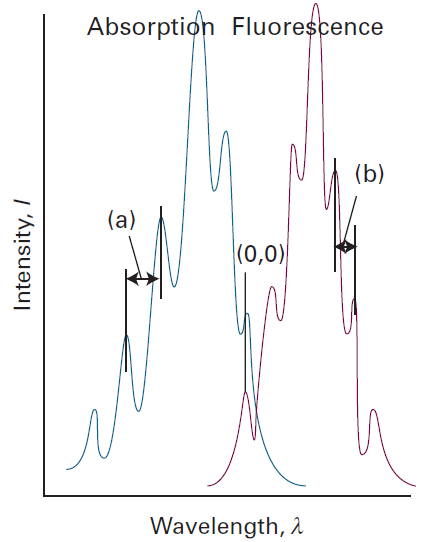 Absorption Fluorescence
(b)
(a)
(0,0)
Intensity, I
Wavelength, λ